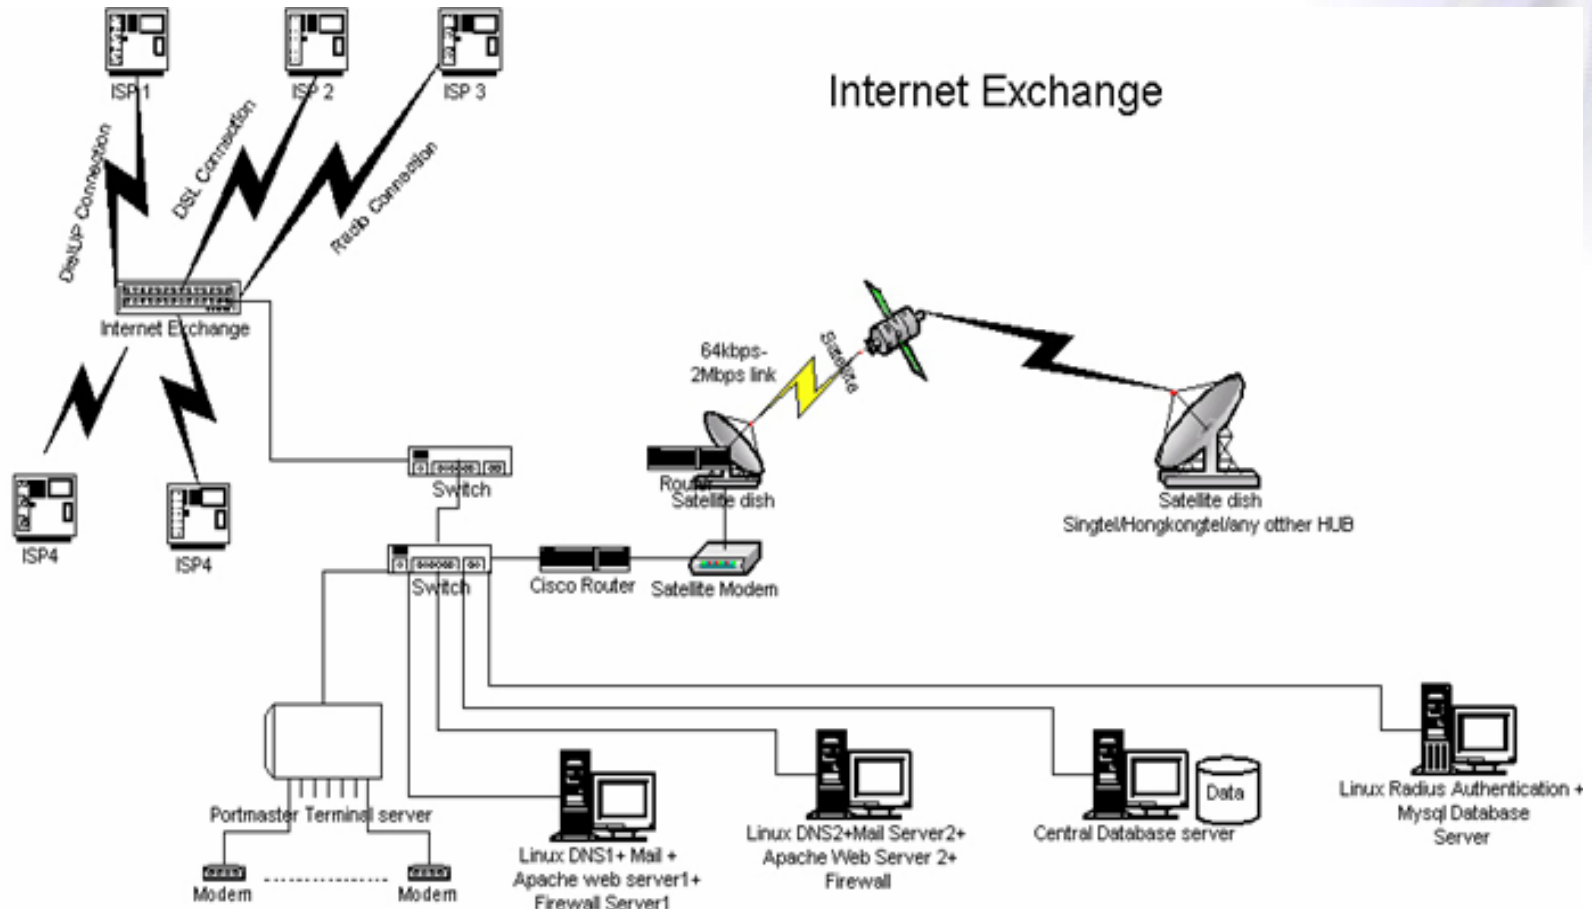 Internet Exchange
ISP 1
ISP 2
ISP 3
DialUP Connection
DSL Connection
Radio Connection
Internet Exchange
ISP4
ISP4
64kbps-
2Mbps link
Satellite
Switch
Router
Satellite dish
Satellite dish
Singtel/Hongkongtel/any otther HUB
Switch
Cisco Router
Satellite Modem
Portmaster Terminal server
Modem
Modem
Linux DNS1+ Mail +
Apache web server1+
Firewall Server1
Linux DNS2+Mail Server2+
Apache Web Server 2+
Firewall
Central Database server
Data
Linux Radius Authentication +
Mysql Database
Server